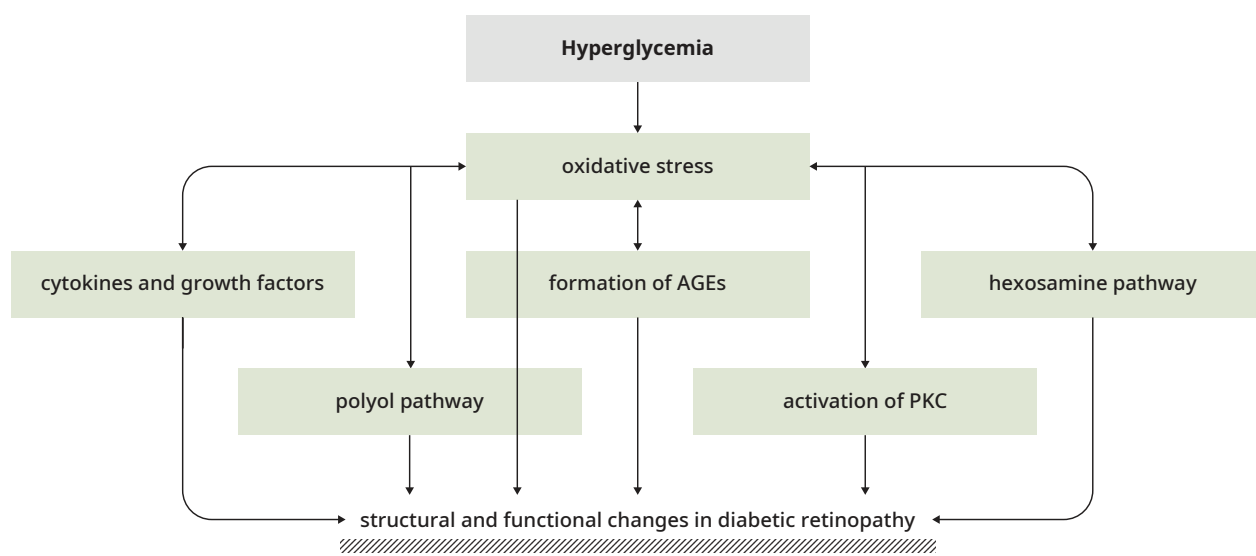 Hyperglycemia
oxidative stress
cytokines and growth factors
formation of AGEs
hexosamine pathway
polyol pathway
activation of PKC
structural and functional changes in diabetic retinopathy